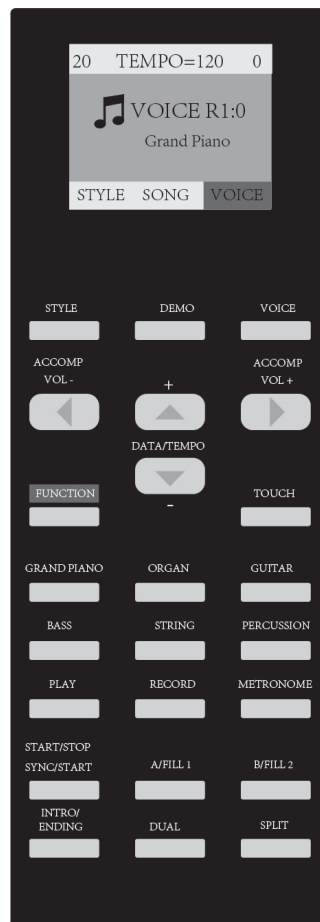 20 TEMPO=120 0
VOICE R1:0
Grand Piano
STYLE SONG VOICE
STYLE DEMO VOICE
ACCOMP
VOL -
+
ACCOMP
VOL +
DATA/TEMPO
-
FUNCTION TOUCH
GRAND PIANO ORGAN GUITAR
BASS STRING PERCUSSION
PLAY RECORD METRONOME
START/STOP
SYNC/START A/FILL 1 B/FILL 2
INTRO/
ENDING DUAL SPLIT